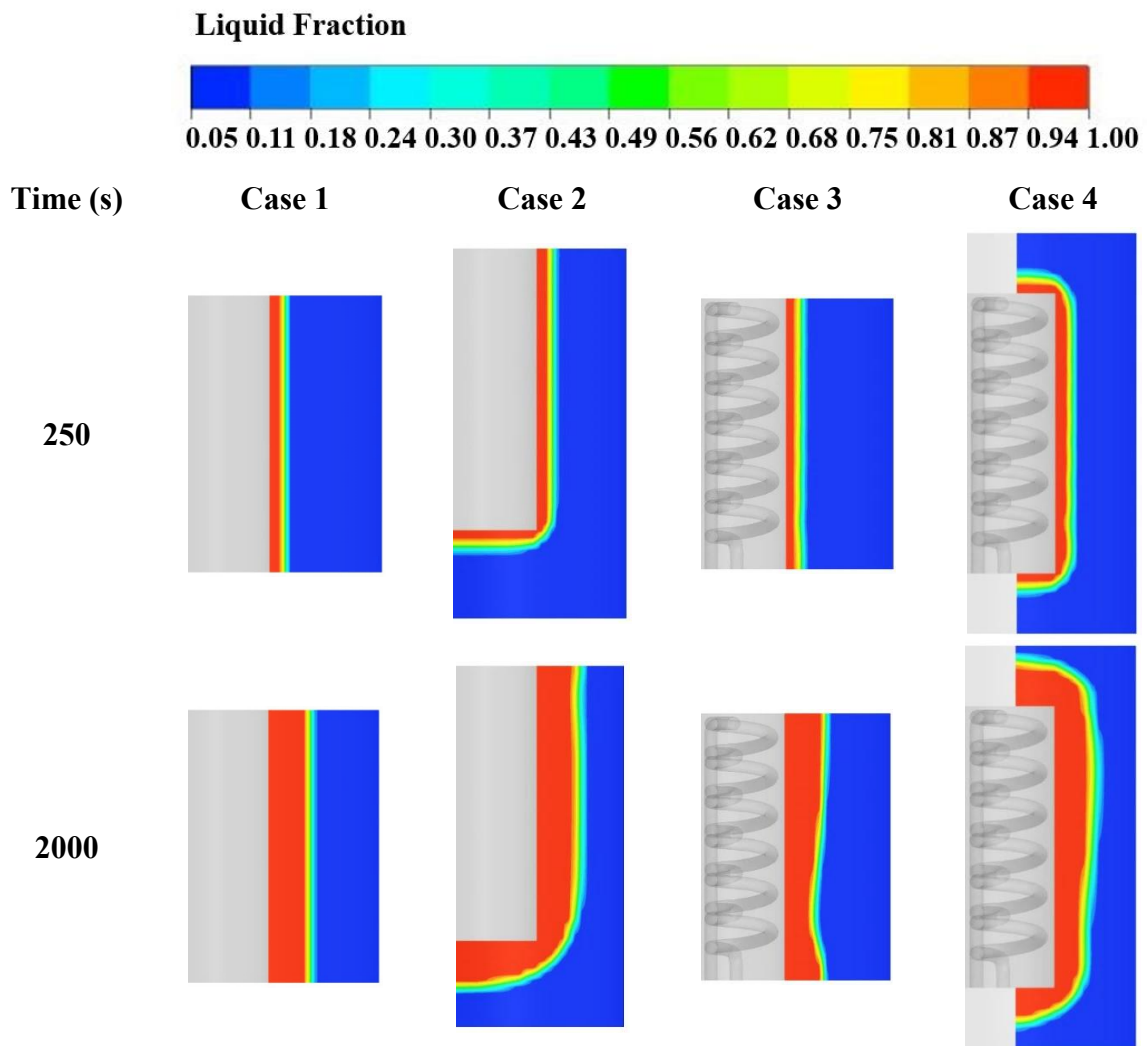 Liquid Fraction
0.05 0.11 0.18 0.24 0.30 0.37 0.43 0.49 0.56 0.62 0.68 0.75 0.81 0.87 0.94 1.00
Time (s) Case 1 Case 2 Case 3 Case 4
250
2000